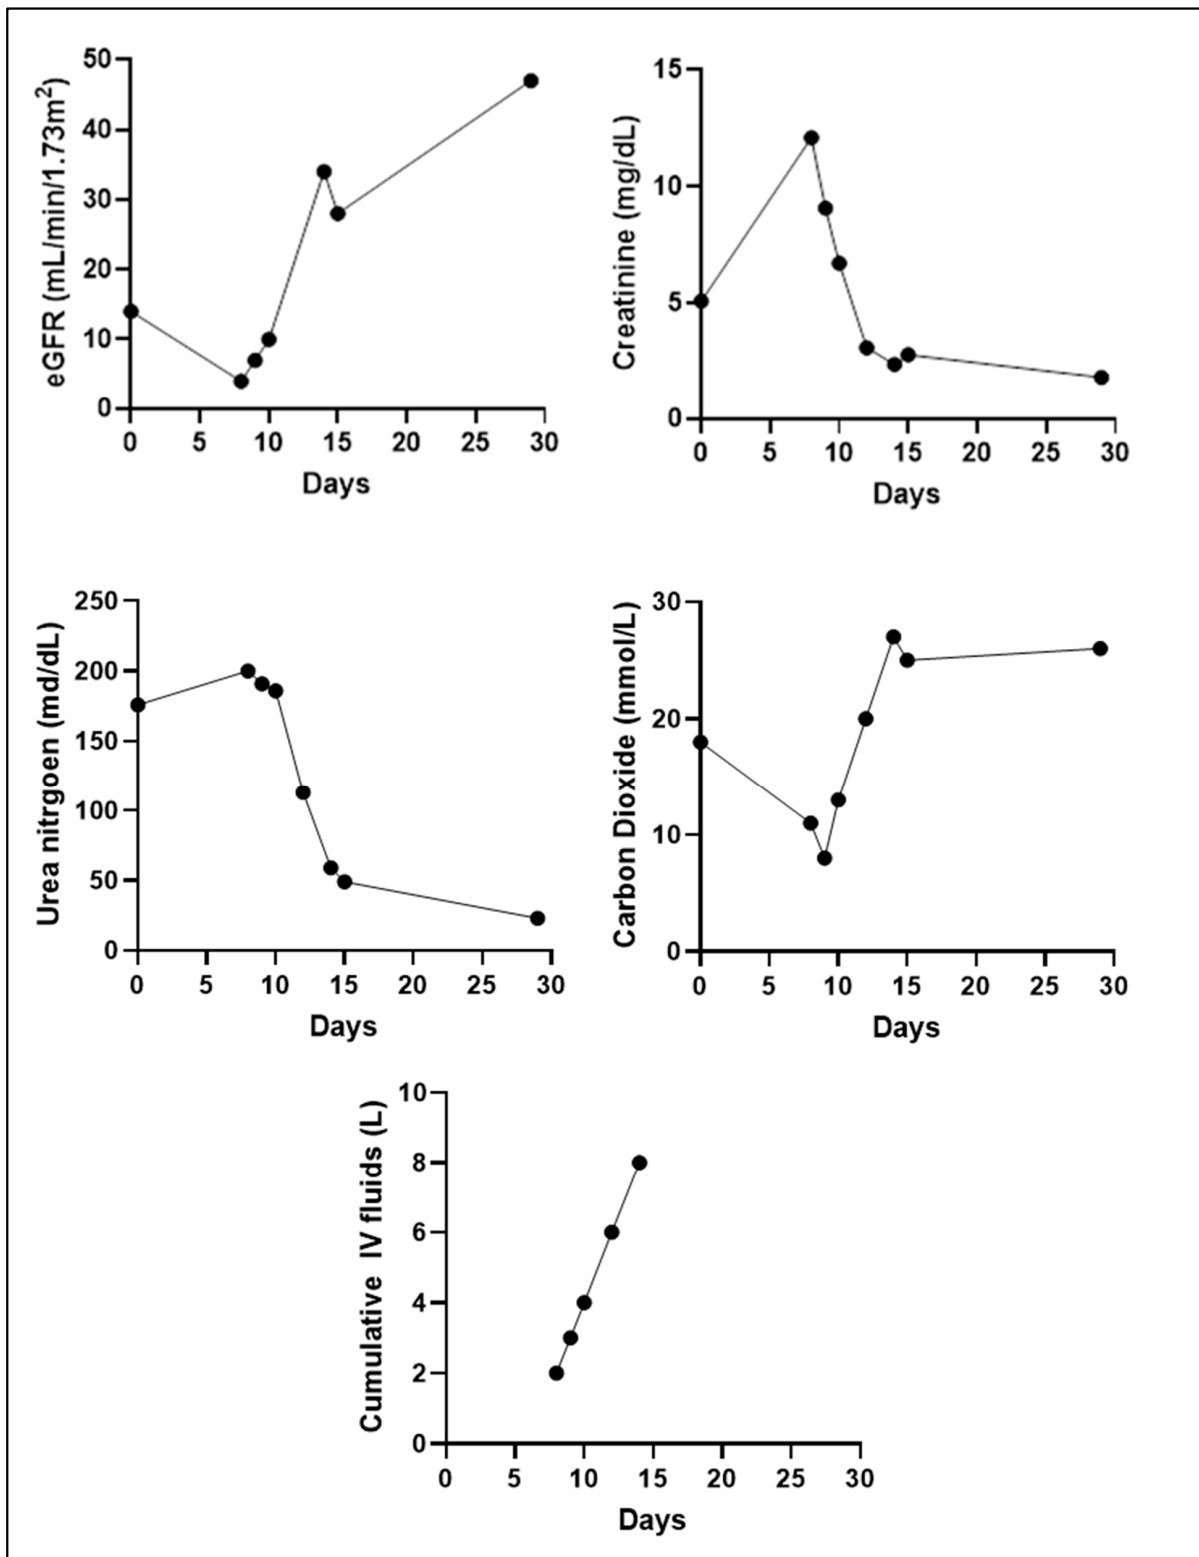 50
40
30
20
10
0
eGFR (mL/min/1.73m²)
0 5 10 15 20 25 30
Days
15
10
5
0
Creatinine (mg/dL)
0 5 10 15 20 25 30
Days
250
200
150
100
50
0
Urea nitrgoen (md/dL)
0 5 10 15 20 25 30
Days
30
20
10
0
Carbon Dioxide (mmol/L)
0 5 10 15 20 25 30
Days
10
8
6
4
2
0
Cumulative IV fluids (L)
0 5 10 15 20 25 30
Days